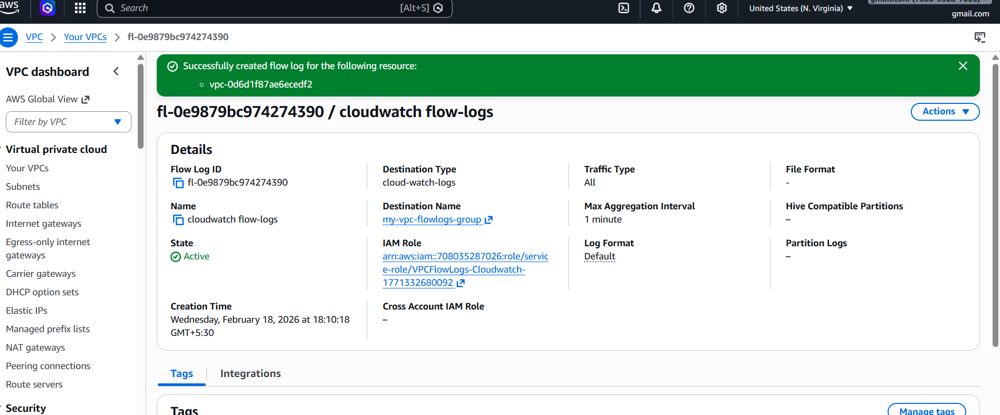 aws
Search
[Alt+S]
United States (N. Virginia)
gmail.com
VPC
Your VPCs
fl-0e9879bc974274390
VPC dashboard
AWS Global View
Filter by VPC
Virtual private cloud
Your VPCs
Subnets
Route tables
Internet gateways
Egress-only internet
gateways
Carrier gateways
DHCP option sets
Elastic IPs
Managed prefix lists
NAT gateways
Peering connections
Route servers
Security
Successfully created flow log for the following resource:
vpc-0d6d1f87ae6ecedf2
fl-0e9879bc974274390 / cloudwatch flow-logs
Actions
Details
Flow Log ID
fl-0e9879bc974274390
Destination Type
cloud-watch-logs
Traffic Type
All
File Format
-
Name
cloudwatch flow-logs
Destination Name
my-vpc-flowlogs-group
Max Aggregation Interval
1 minute
Hive Compatible Partitions
–
State
Active
IAM Role
arn:aws:iam::708035287026:role/servic
e-role/VPCFlowLogs-Cloudwatch-
1771332680092
Log Format
Default
Partition Logs
–
Creation Time
Wednesday, February 18, 2026 at 18:10:18
GMT+5:30
Cross Account IAM Role
–
Tags
Integrations
Tags
Manage tags